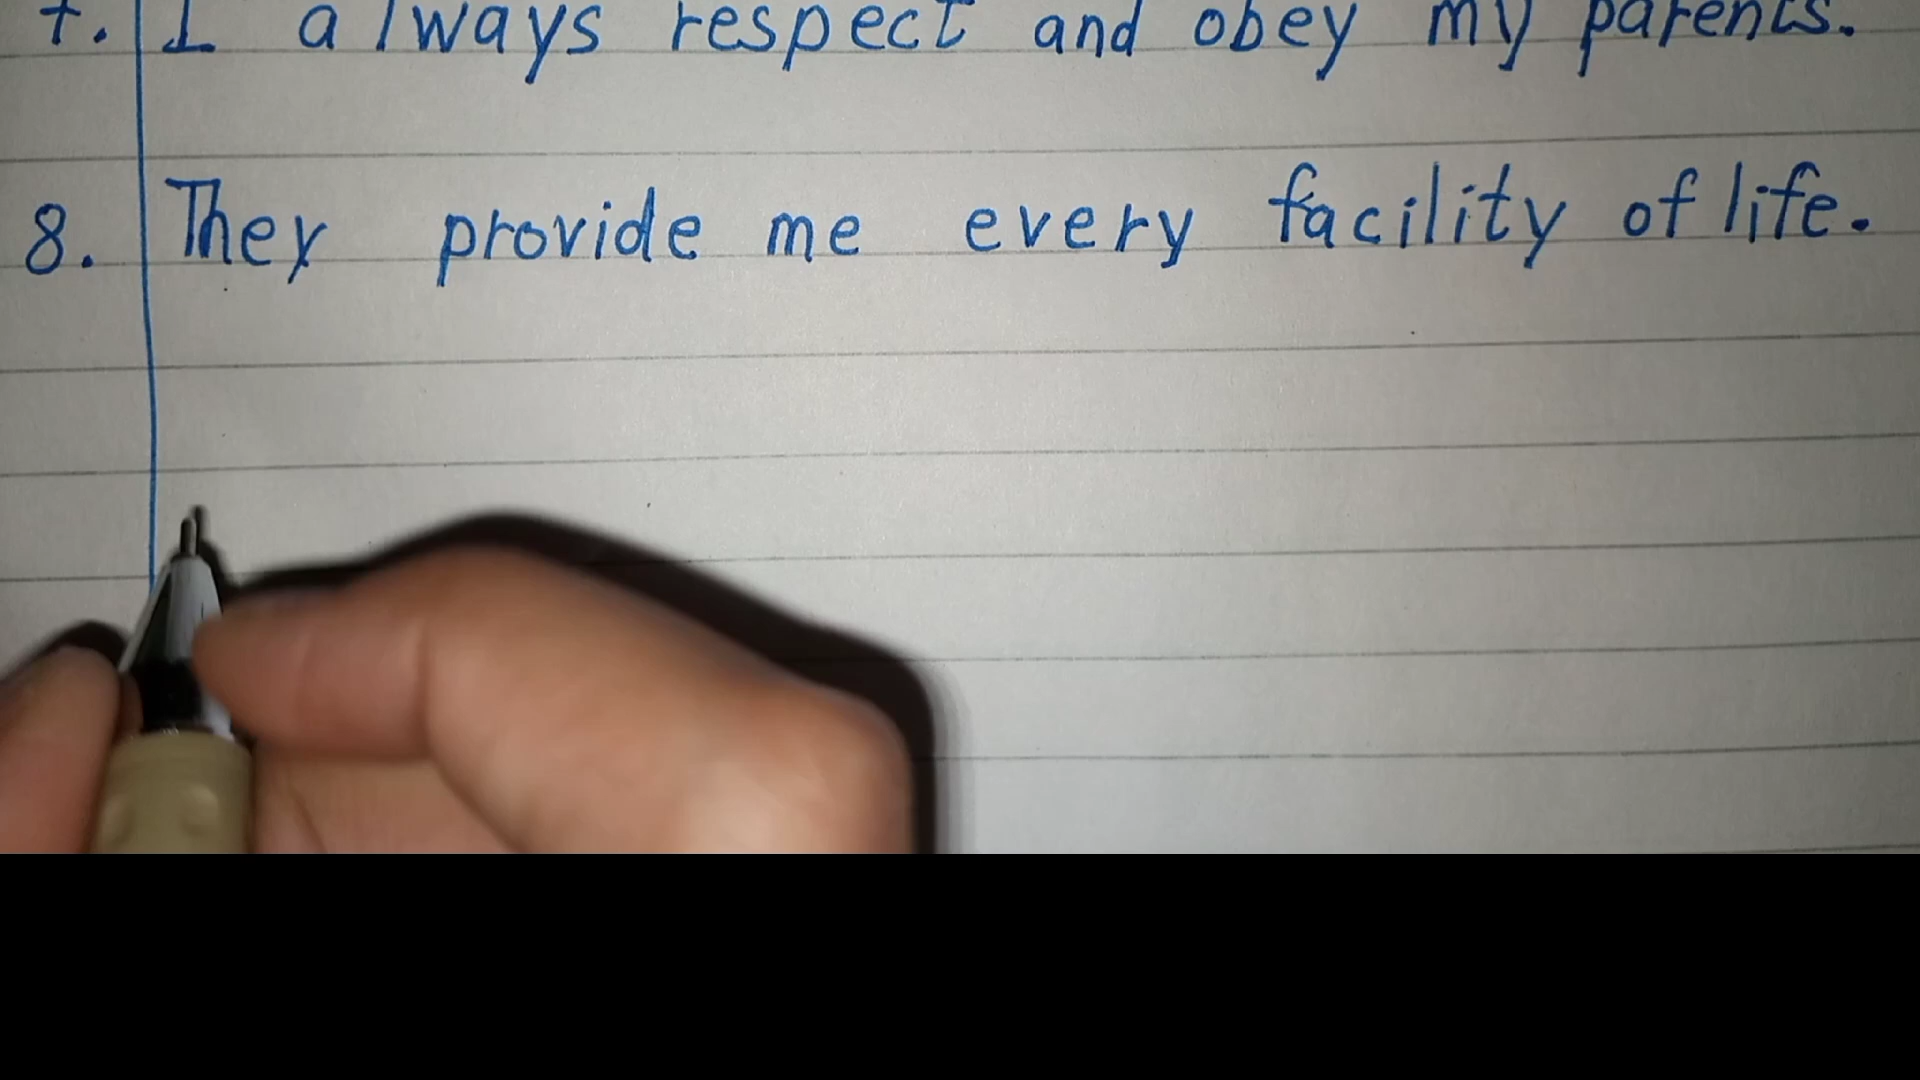 7. I always respect and obey my parents.
8. They provide me every facility of life.